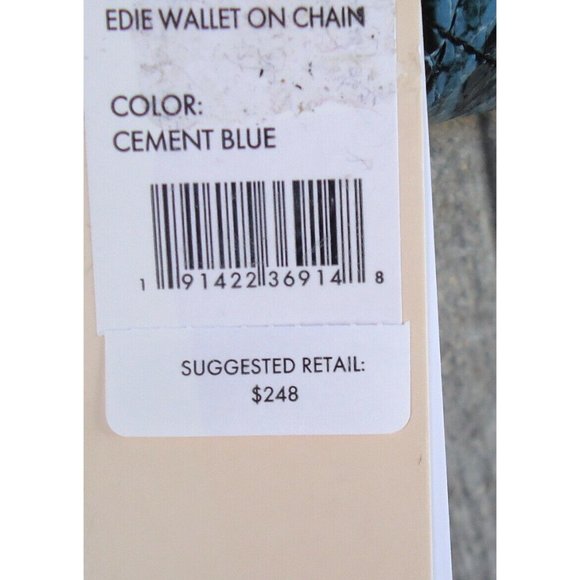 EDIE WALLET ON CHAIN
COLOR:
CEMENT BLUE
1 91422 36914 8
SUGGESTED RETAIL:
$248